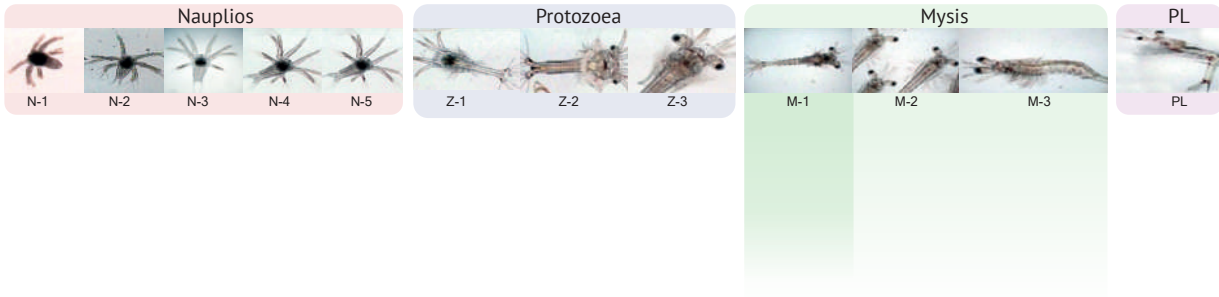 Nauplios Protozoea Mysis PL
N-1 N-2 N-3 N-4 N-5 Z-1 Z-2 Z-3 M-1 M-2 M-3 PL